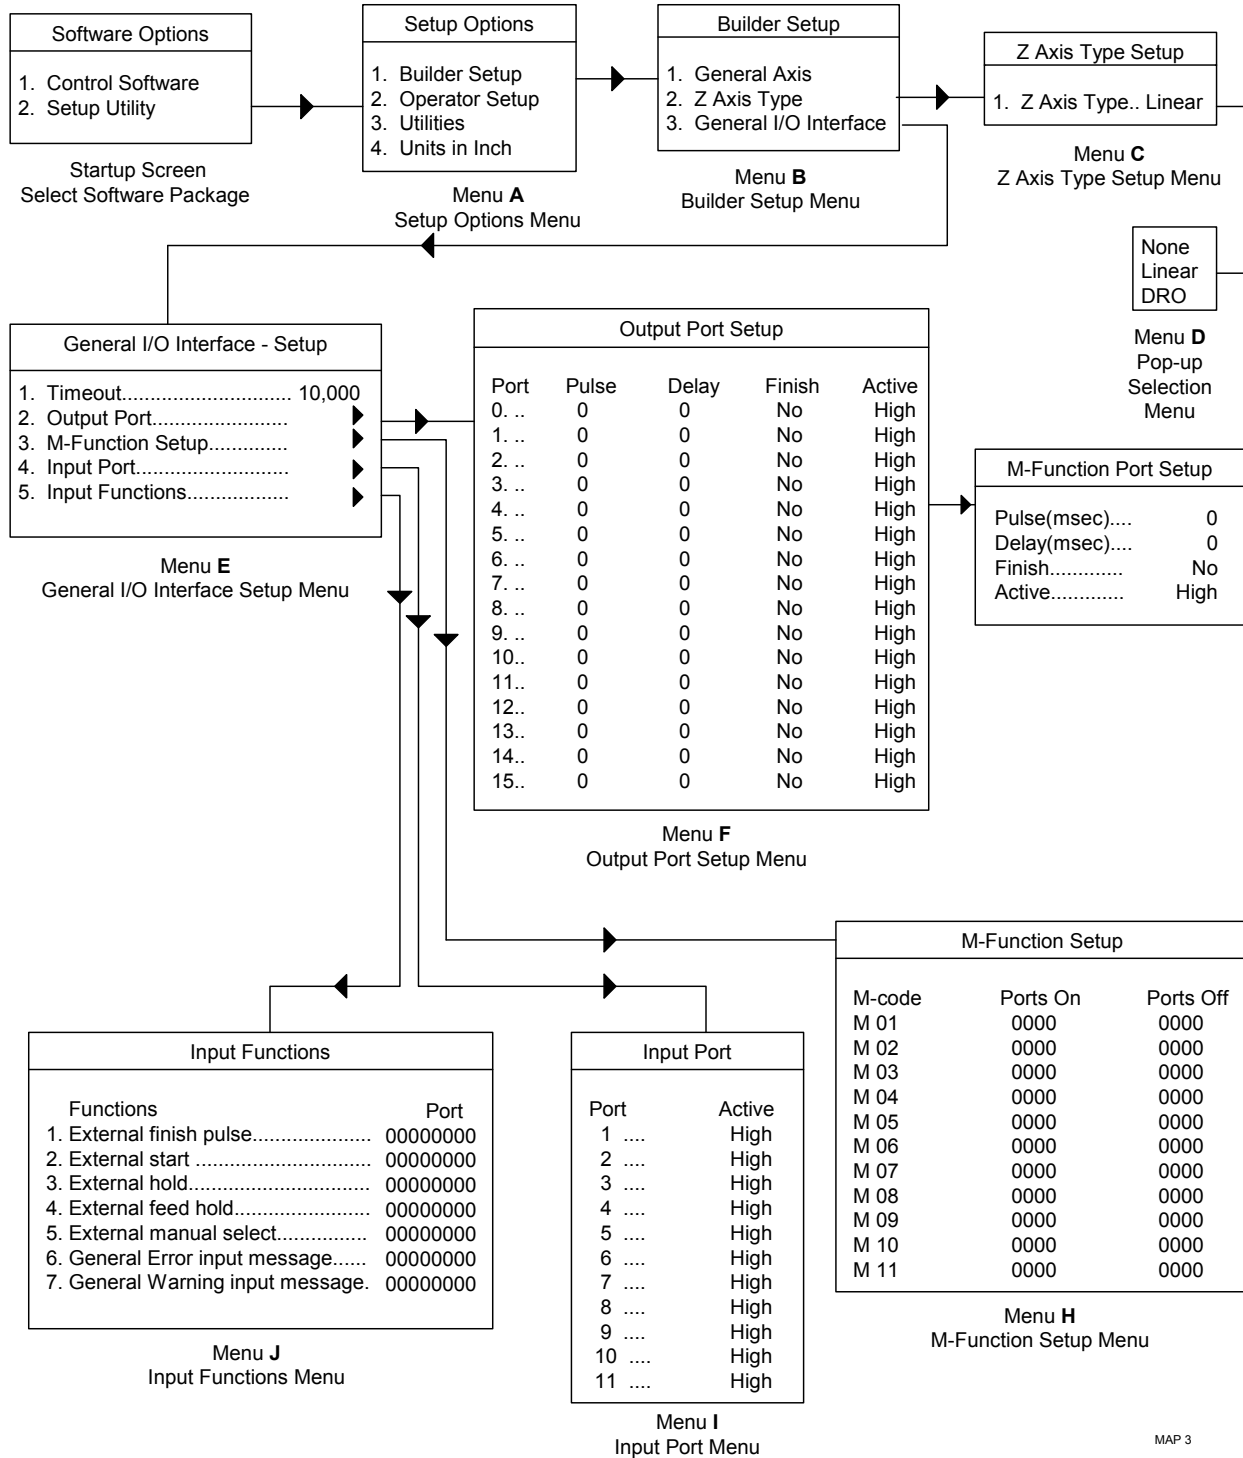 Software Options
1. Control Software
2. Setup Utility
Startup Screen
Select Software Package
Setup Options
1. Builder Setup
2. Operator Setup
3. Utilities
4. Units in Inch
Menu A
Setup Options Menu
Builder Setup
1. General Axis
2. Z Axis Type
3. General I/O Interface
Menu B
Builder Setup Menu
Z Axis Type Setup
1. Z Axis Type.. Linear
Menu C
Z Axis Type Setup Menu
None
Linear
DRO
Menu D
Pop-up
Selection
Menu
General I/O Interface - Setup
1. Timeout............................. 10,000
2. Output Port.......................
3. M-Function Setup.............
4. Input Port..........................
5. Input Functions...................
Menu E
General I/O Interface Setup Menu
Output Port Setup
Port Pulse Delay Finish Active
0. .. 0 0 No High
1. .. 0 0 No High
2. .. 0 0 No High
3. .. 0 0 No High
4. .. 0 0 No High
5. .. 0 0 No High
6. .. 0 0 No High
7. .. 0 0 No High
8. .. 0 0 No High
9. .. 0 0 No High
10.. 0 0 No High
11.. 0 0 No High
12.. 0 0 No High
13.. 0 0 No High
14.. 0 0 No High
15.. 0 0 No High
Menu F
Output Port Setup Menu
M-Function Port Setup
Pulse(msec).... 0
Delay(msec).... 0
Finish............. No
Active............. High
M-Function Setup
M-code Ports On Ports Off
M 01 0000 0000
M 02 0000 0000
M 03 0000 0000
M 04 0000 0000
M 05 0000 0000
M 06 0000 0000
M 07 0000 0000
M 08 0000 0000
M 09 0000 0000
M 10 0000 0000
M 11 0000 0000
Menu H
M-Function Setup Menu
Input Functions
Functions Port
1. External finish pulse...................... 00000000
2. External start ................................. 00000000
3. External hold.............................. 00000000
4. External feed hold....................... 00000000
5. External manual select................. 00000000
6. General Error input message...... 00000000
7. General Warning input message. 00000000
Menu J
Input Functions Menu
Input Port
Port Active
1 .... High
2 .... High
3 .... High
4 .... High
5 .... High
6 .... High
7 .... High
8 .... High
9 .... High
10 .... High
11 .... High
Menu I
Input Port Menu
MAP 3